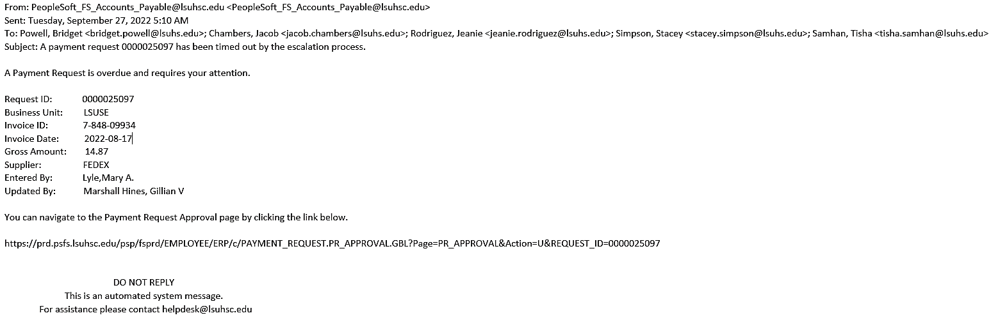 From: PeopleSoft_FS_Accounts_Payable@lsuhsc.edu <PeopleSoft_FS_Accounts_Payable@lsuhsc.edu>
Sent: Tuesday, September 27, 2022 5:10 AM
To: Powell, Bridget <bridget.powell@lsuhs.edu>; Chambers, Jacob <jacob.chambers@lsuhs.edu>; Rodriguez, Jeanie <jeanie.rodriguez@lsuhs.edu>; Simpson, Stacey <stacey.simpson@lsuhs.edu>; Samhan, Tisha <tisha.samhan@lsuhs.edu>
Subject: A payment request 0000025097 has been timed out by the escalation process.
A Payment Request is overdue and requires your attention.
Request ID: 0000025097
Business Unit: LSUSE
Invoice ID: 7-848-09934
Invoice Date: 2022-08-17
Gross Amount: 14.87
Supplier: FEDEX
Entered By: Lyle,Mary A.
Updated By: Marshall Hines, Gillian V
You can navigate to the Payment Request Approval page by clicking the link below.
https://prd.psfs.lsuhsc.edu/psp/fsprd/EMPLOYEE/ERP/c/PAYMENT_REQUEST.PR_APPROVAL.GBL?Page=PR_APPROVAL&Action=U&REQUEST_ID=0000025097
DO NOT REPLY
This is an automated system message.
For assistance please contact helpdesk@lsuhsc.edu